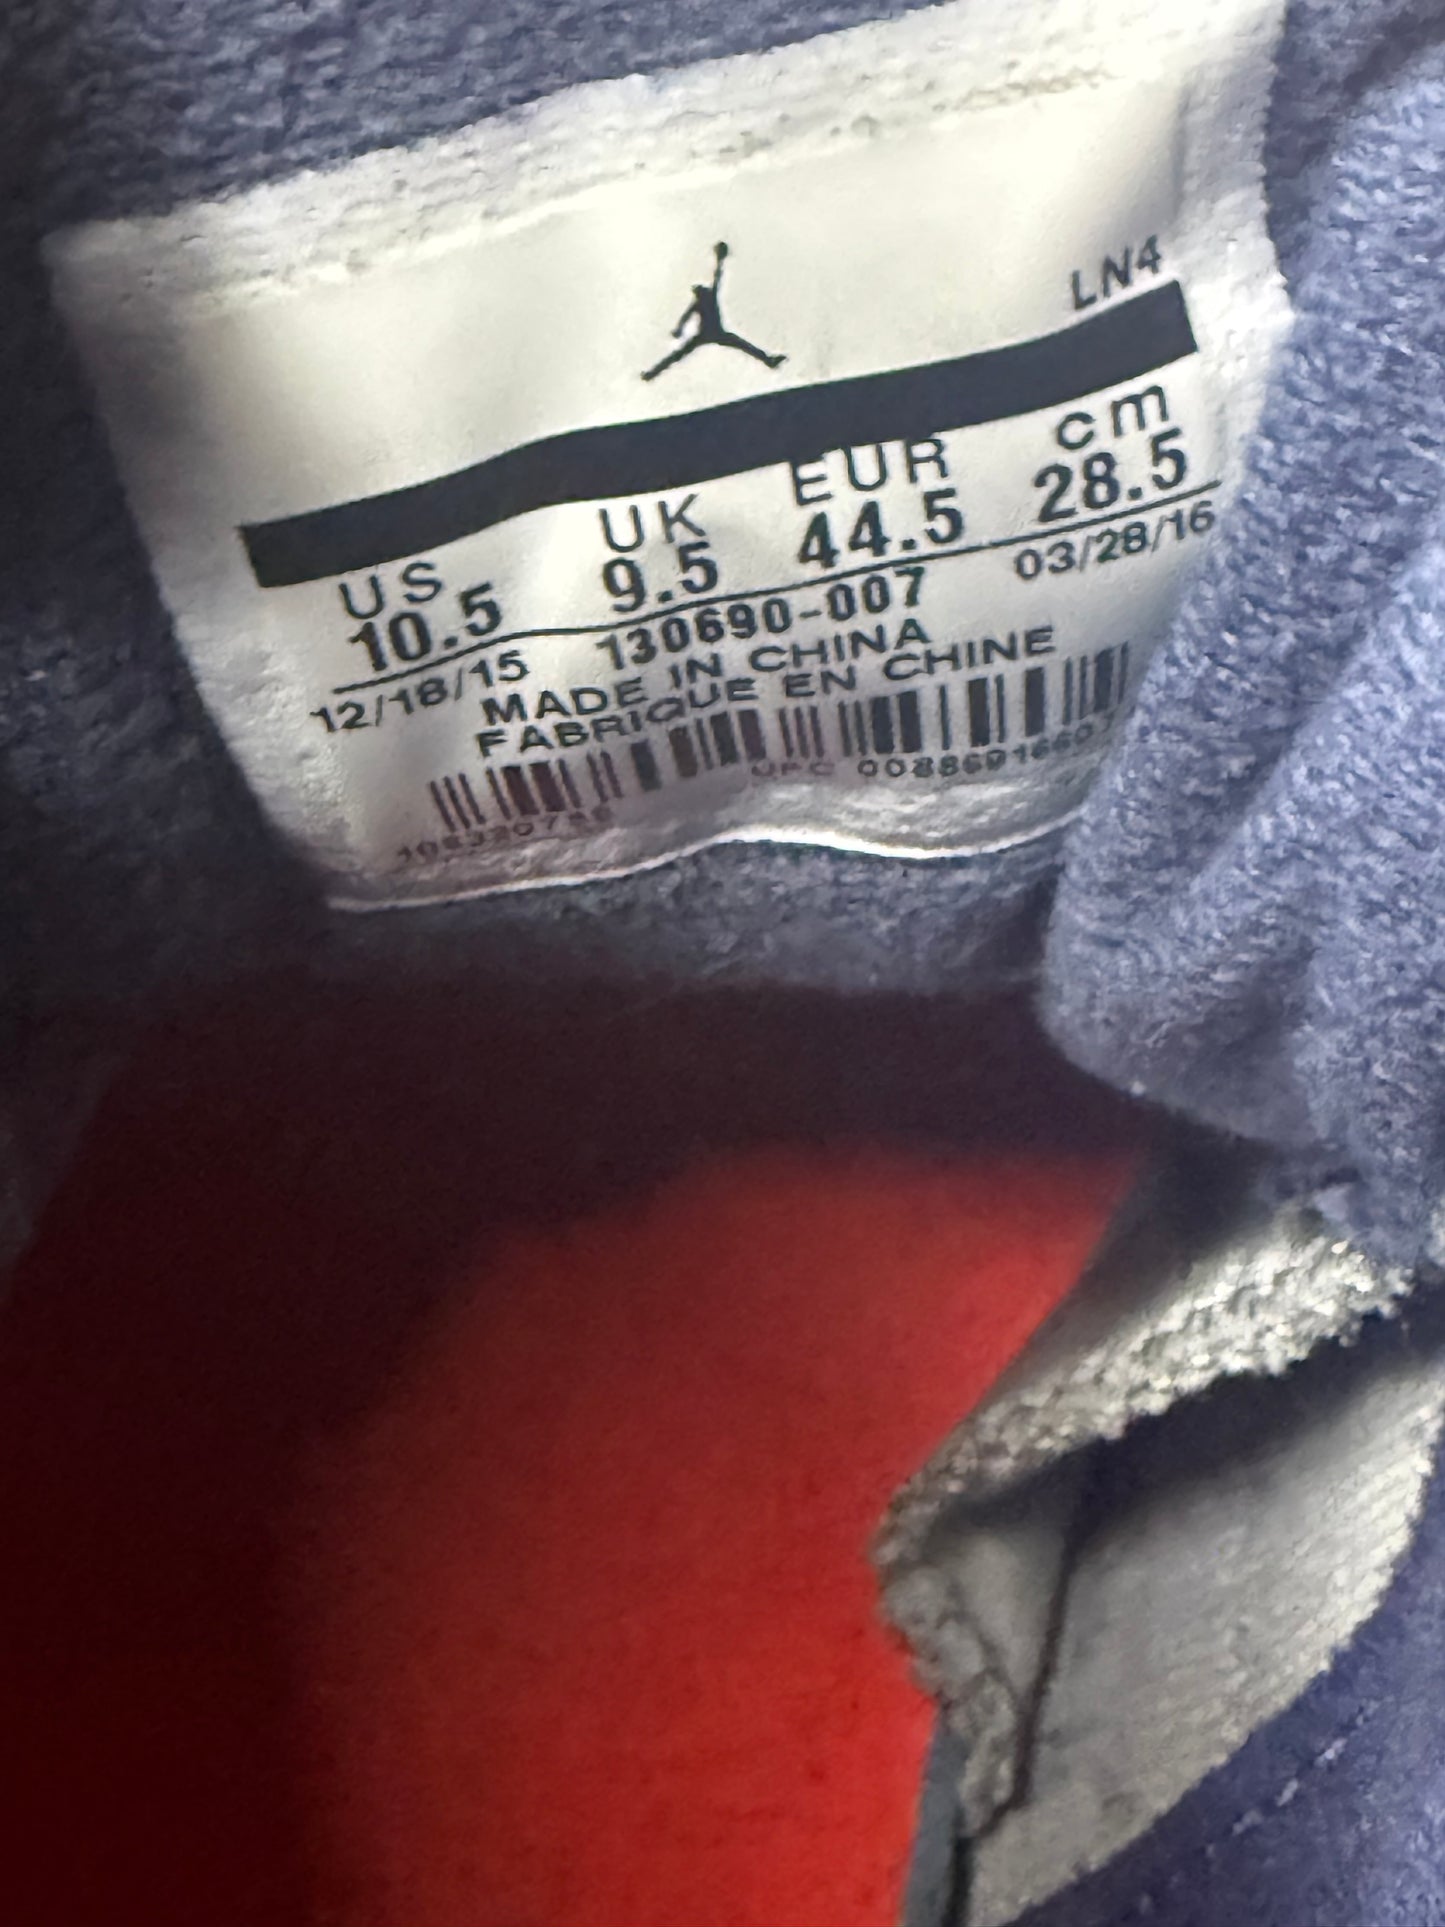 LN4
US UK EUR cm
10.5 9.5 44.5 28.5
12/18/15 130690-007 03/28/16
MADE IN CHINA
FABRIQUE EN CHINE
UPC